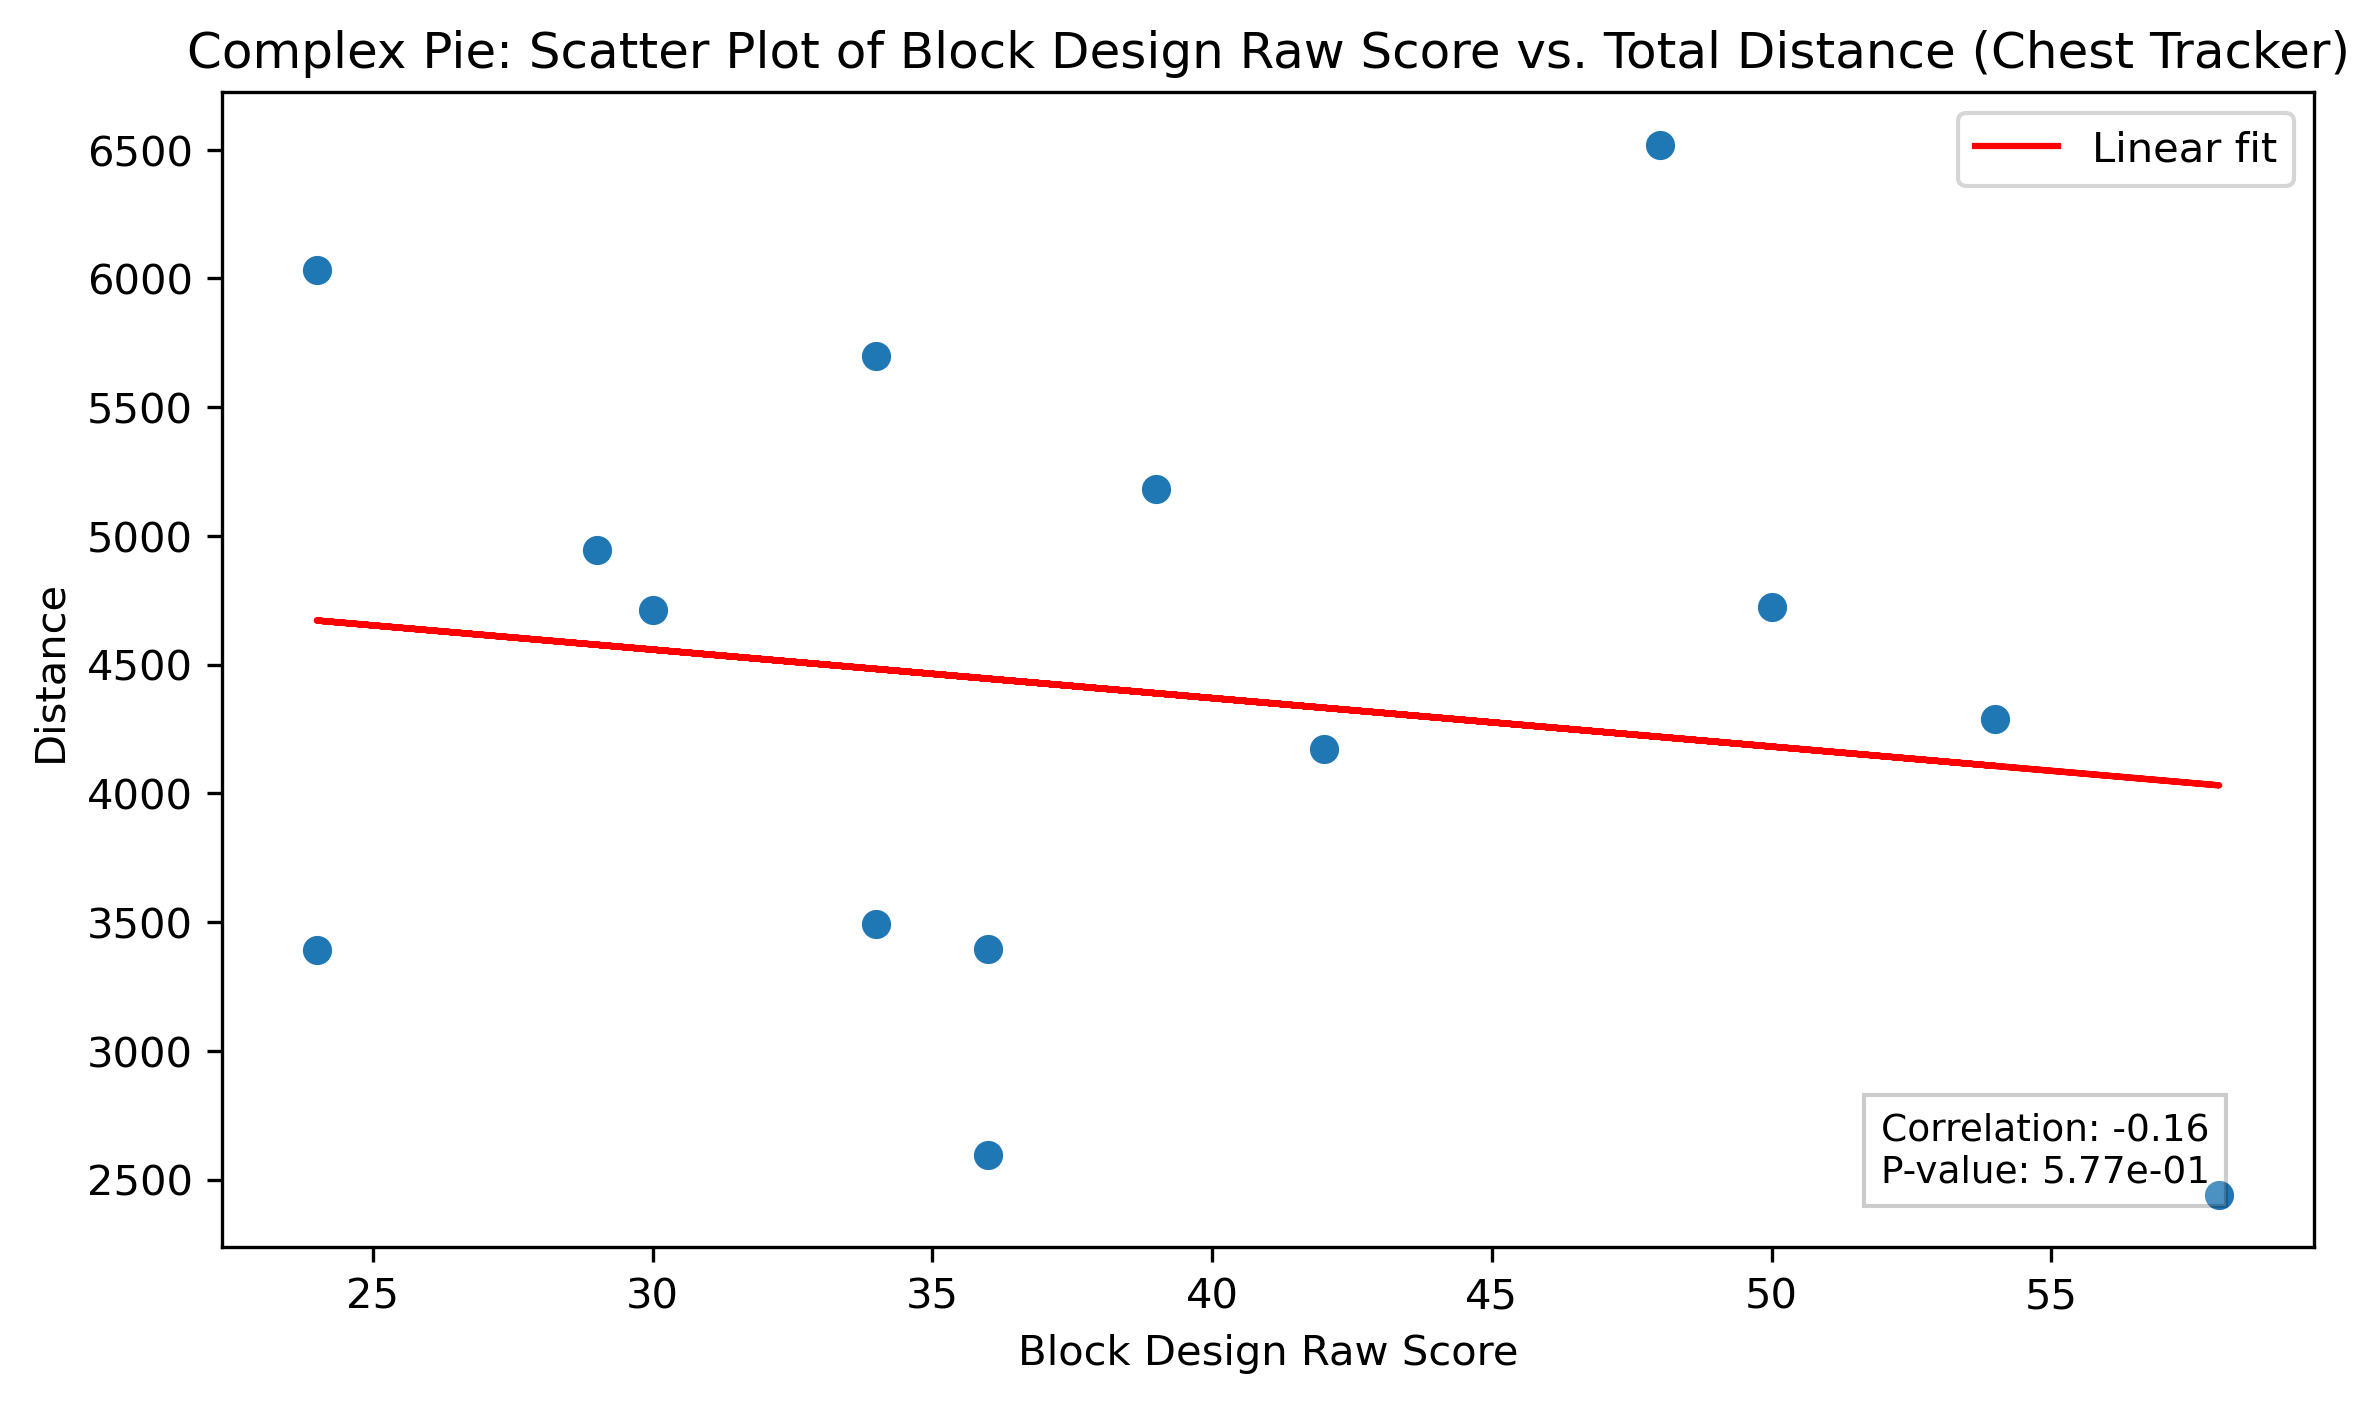 Complex Pie: Scatter Plot of Block Design Raw Score vs. Total Distance (Chest Tracker)
Linear fit
6500
6000
5500
5000
4500
4000
3500
3000
2500
Distance
Correlation: -0.16
P-value: 5.77e-01
25 30 35 40 45 50 55
Block Design Raw Score